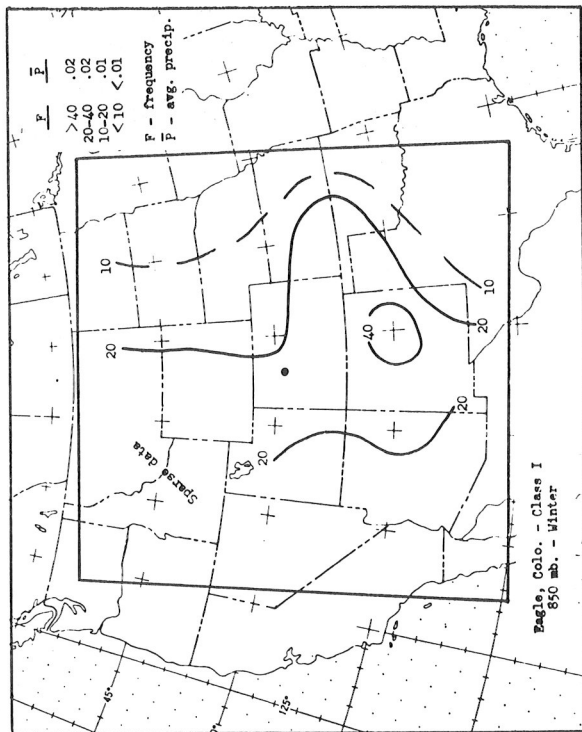 F P̄
>40 .02
20-40 .02
10-20 .01
<10 <.01
F - frequency
P̄ - avg. precip.
10
20
Sparse data
20
40
20
20
10
45°
125°
Eagle, Colo. - Class I
850 mb. - Winter